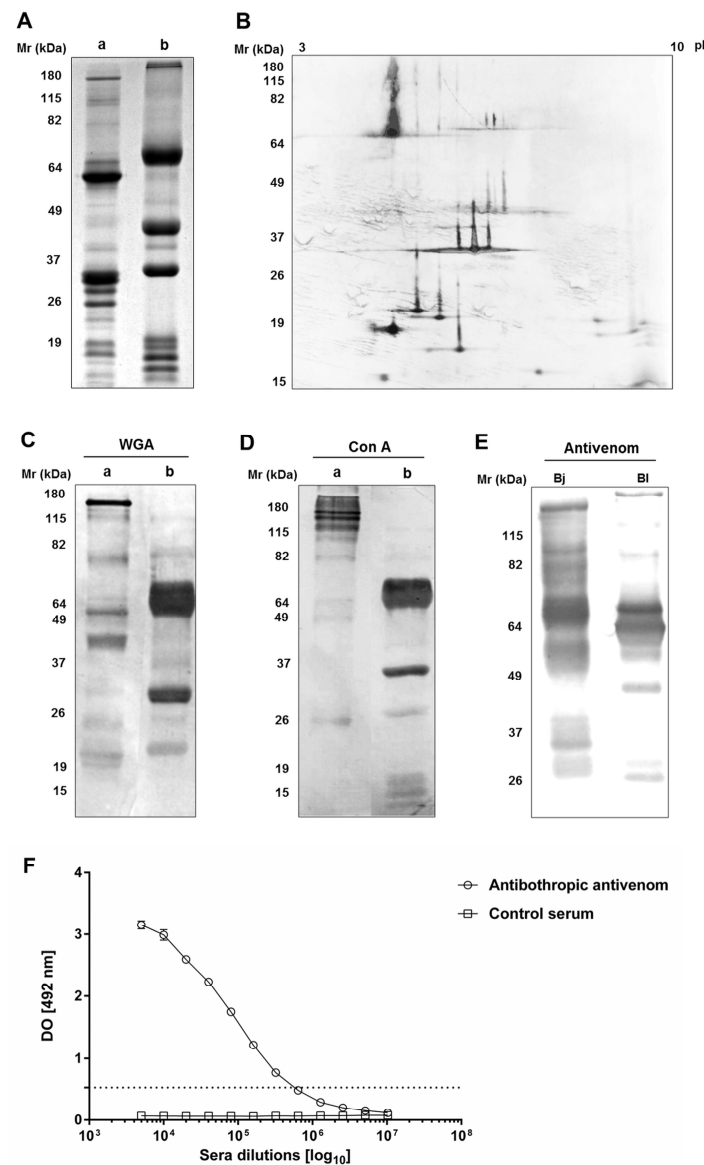 A
B
a b
Mr (kDa)
180
115
82
64
49
37
26
19
Mr (kDa) 3 10 pI
180
115
82
64
49
37
26
19
15
C
WGA
a b
Mr (kDa)
180
115
82
64
49
37
26
19
15
D
Con A
a b
Mr (kDa)
180
115
82
64
49
37
26
19
15
E
Antivenom
Mr (kDa) Bj Bl
115
82
64
49
37
26
F
4
3
2
1
0
DO [492 nm]
10³ 10⁴ 10⁵ 10⁶ 10⁷ 10⁸
Sera dilutions [log₁₀]
Antibothropic antivenom
Control serum